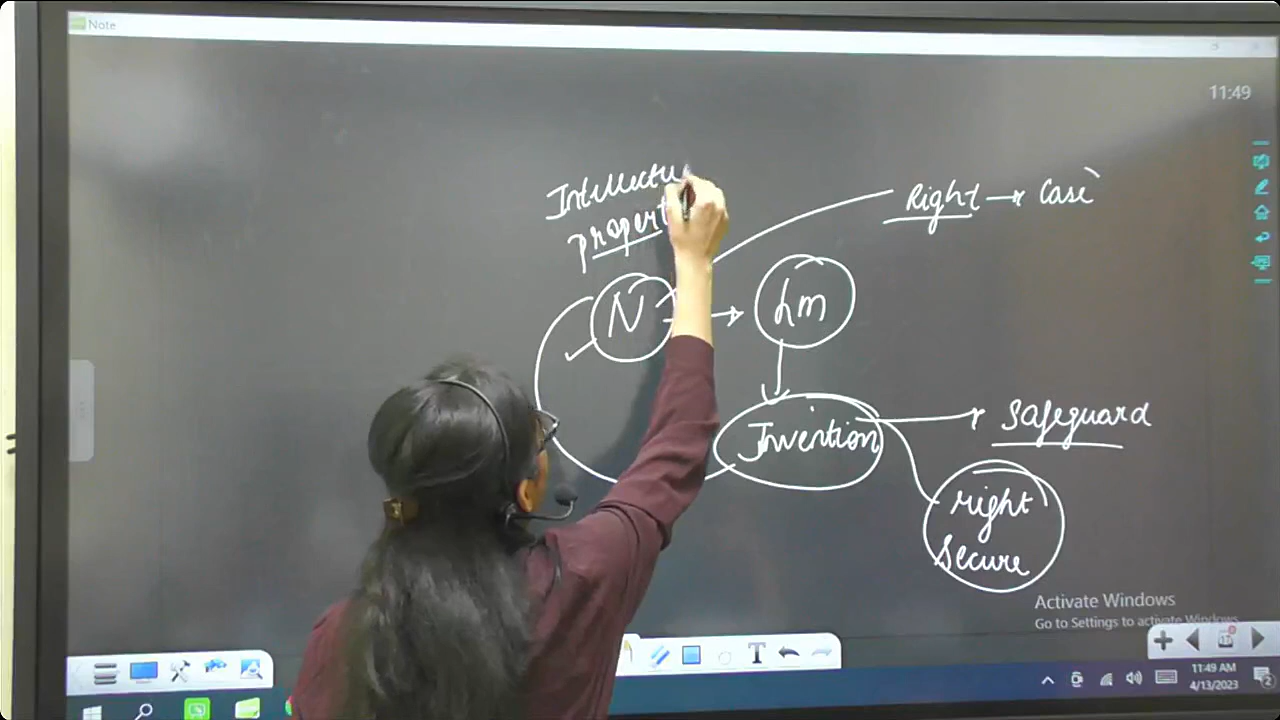 Note
11:49
Intellectu
propert
Right → Case
N → Lm
Invention
Safeguard
right
Secure
Activate Windows
Go to Settings to activate Windows.
T
11:49 AM
4/13/2023